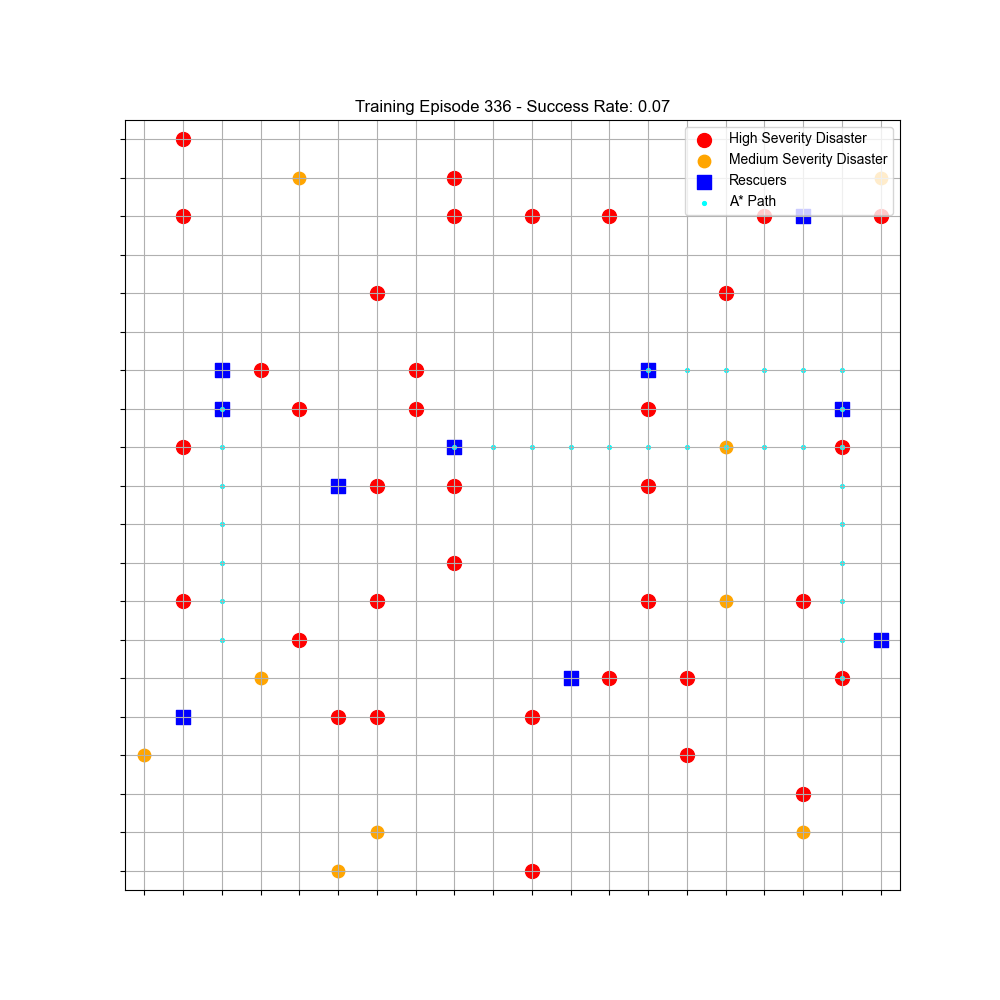 Training Episode 336 - Success Rate: 0.07
High Severity Disaster
Medium Severity Disaster
Rescuers
A* Path